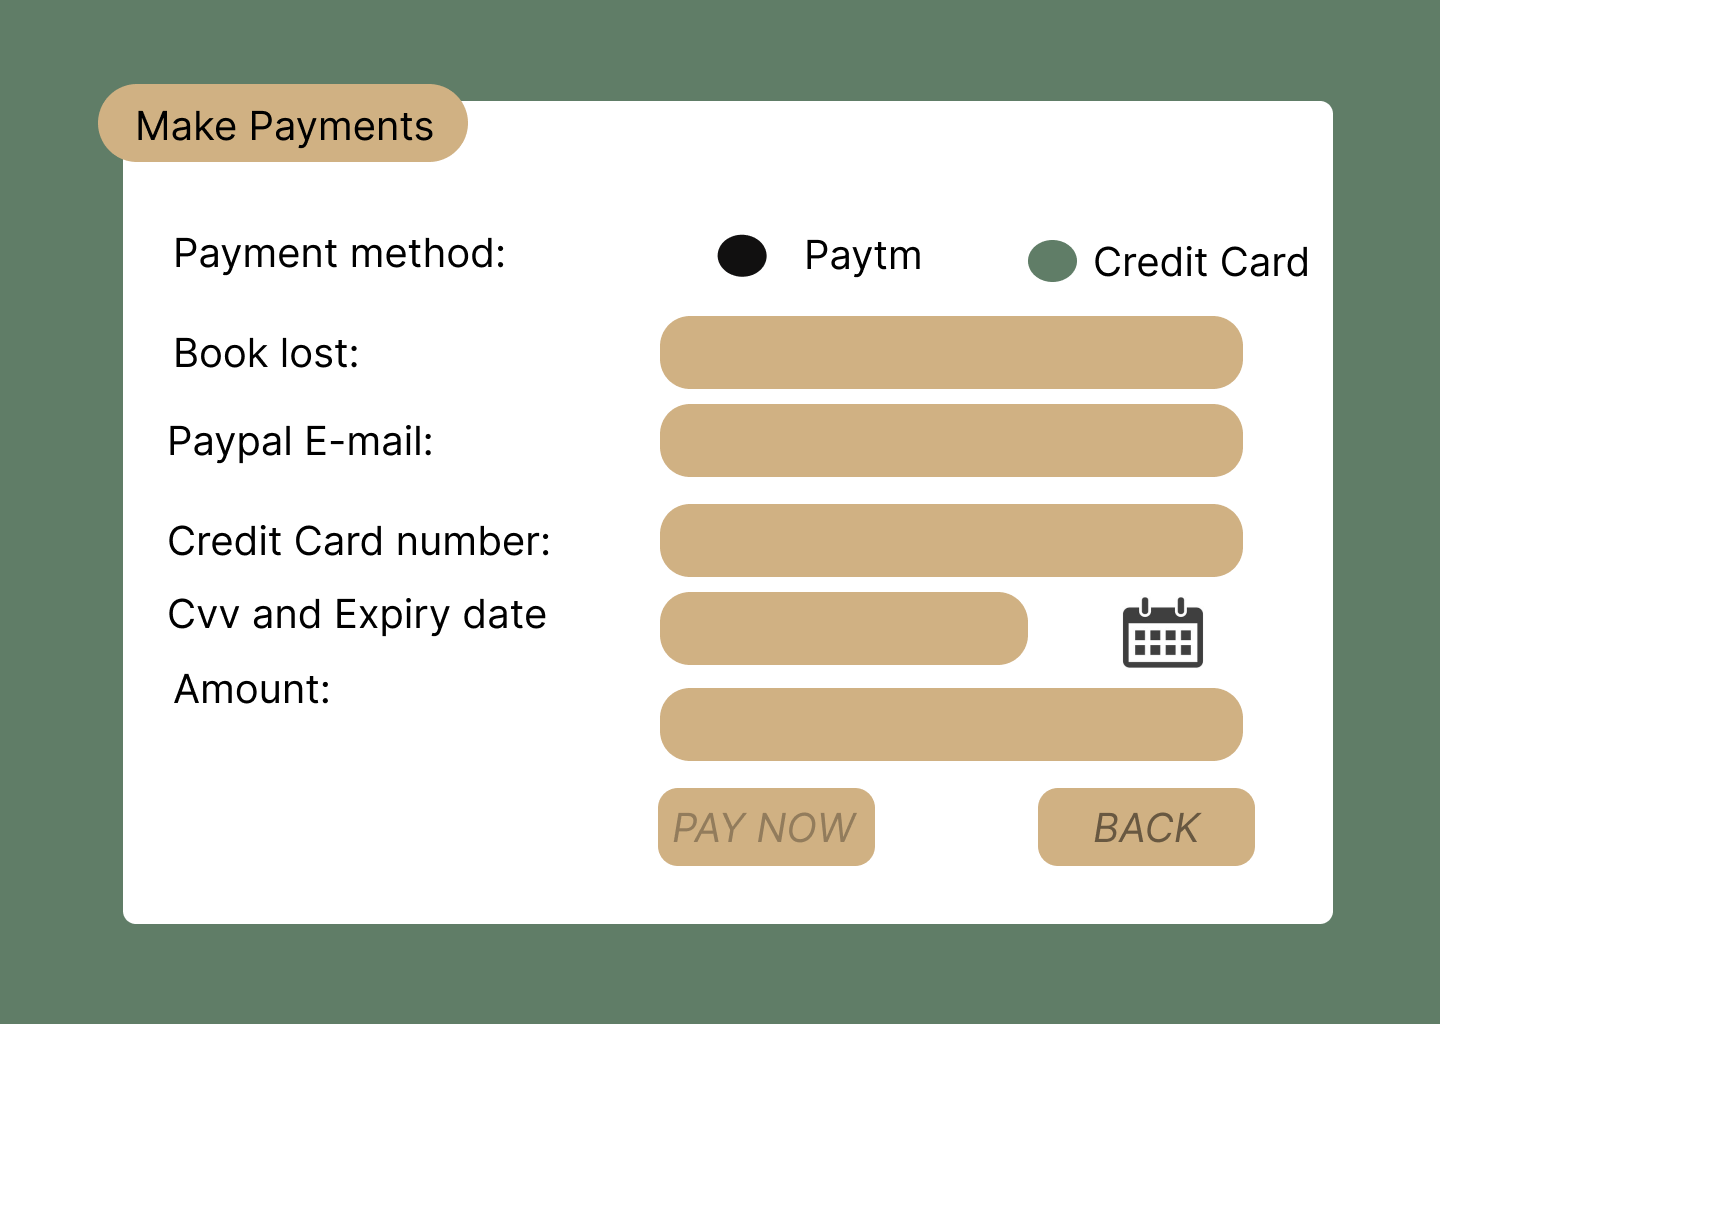 Make Payments
Payment method: Paytm Credit Card
Book lost:
Paypal E-mail:
Credit Card number:
Cvv and Expiry date
Amount:
PAY NOW BACK